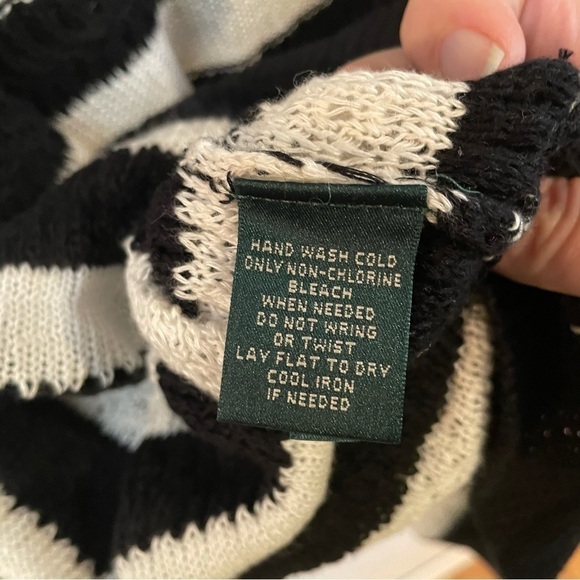 HAND WASH COLD
ONLY NON-CHLORINE
BLEACH
WHEN NEEDED
DO NOT WRING
OR TWIST
LAY FLAT TO DRY
COOL IRON
IF NEEDED